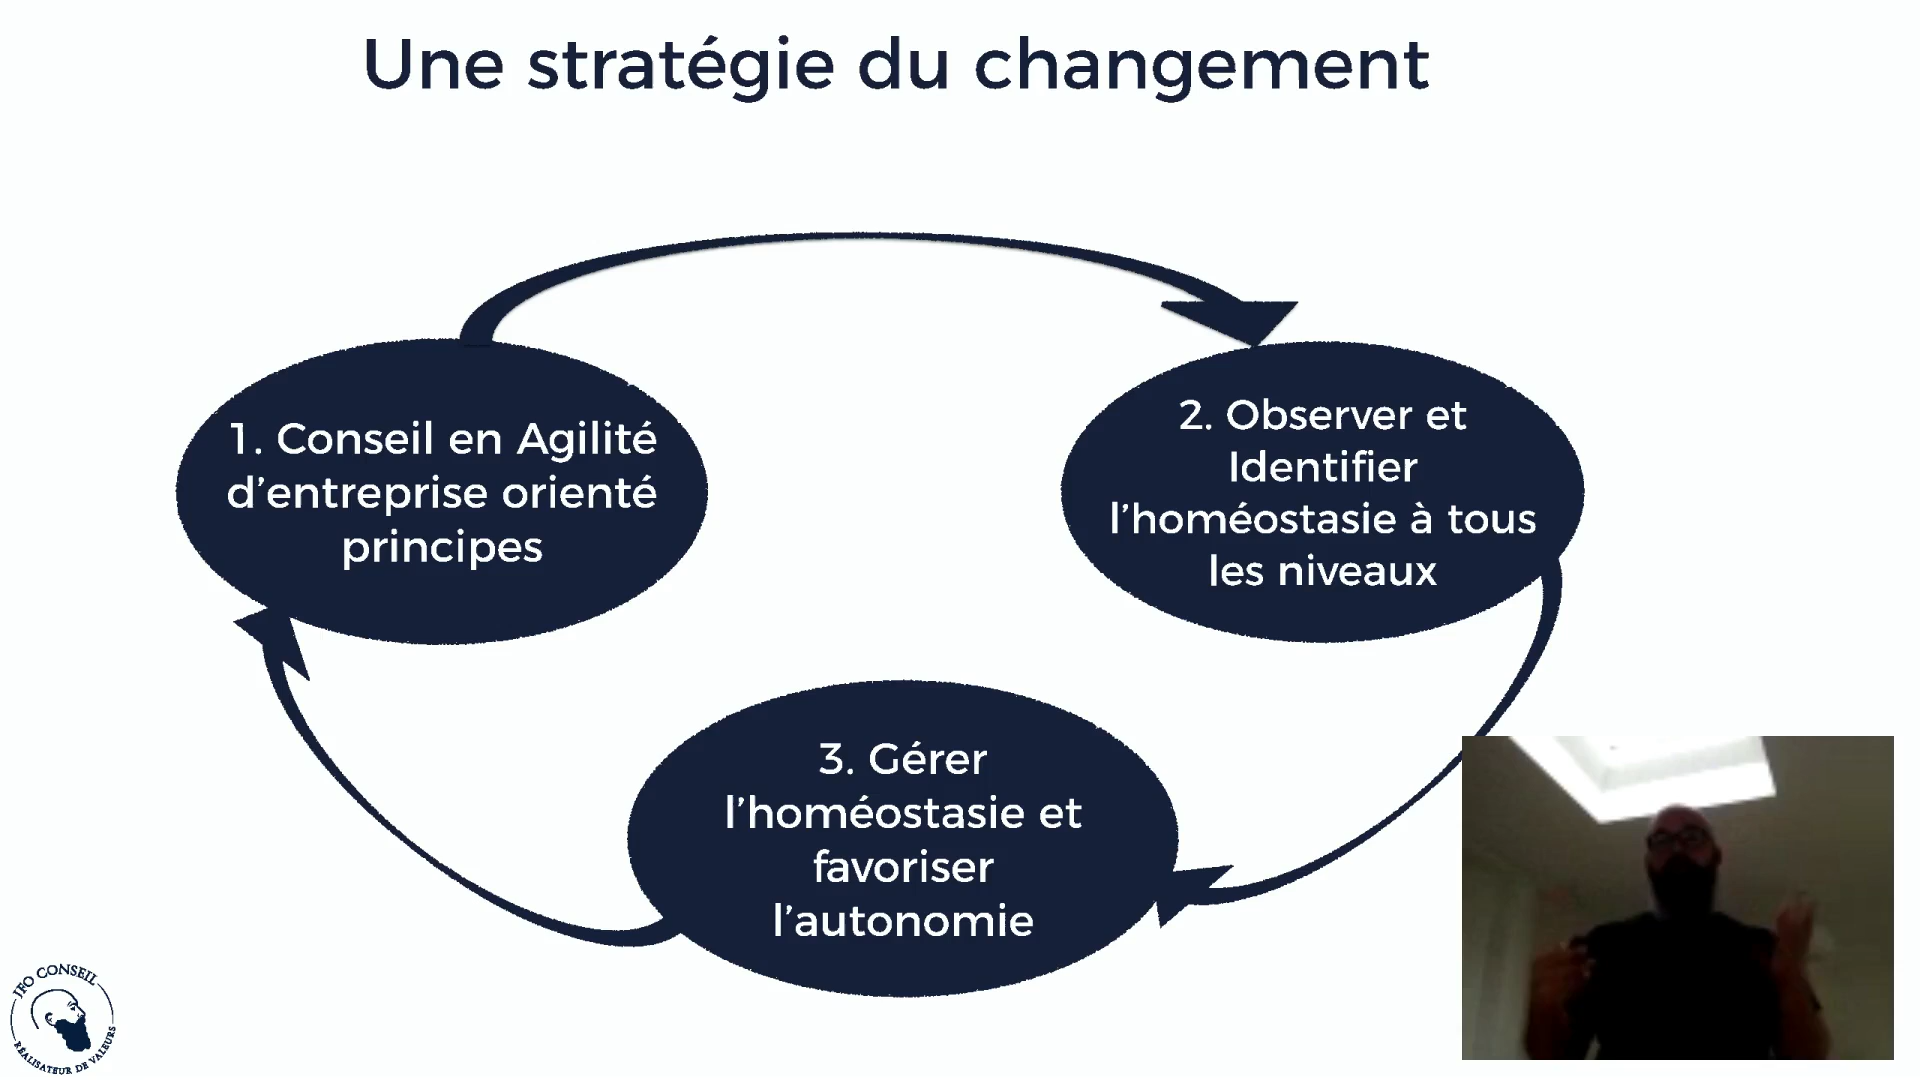 Une stratégie du changement
1. Conseil en Agilité
d’entreprise orienté
principes
2. Observer et
Identifier
l’homéostasie à tous
les niveaux
3. Gérer
l’homéostasie et
favoriser
l’autonomie
JFO CONSEIL
RÉALISATEUR DE VALEURS